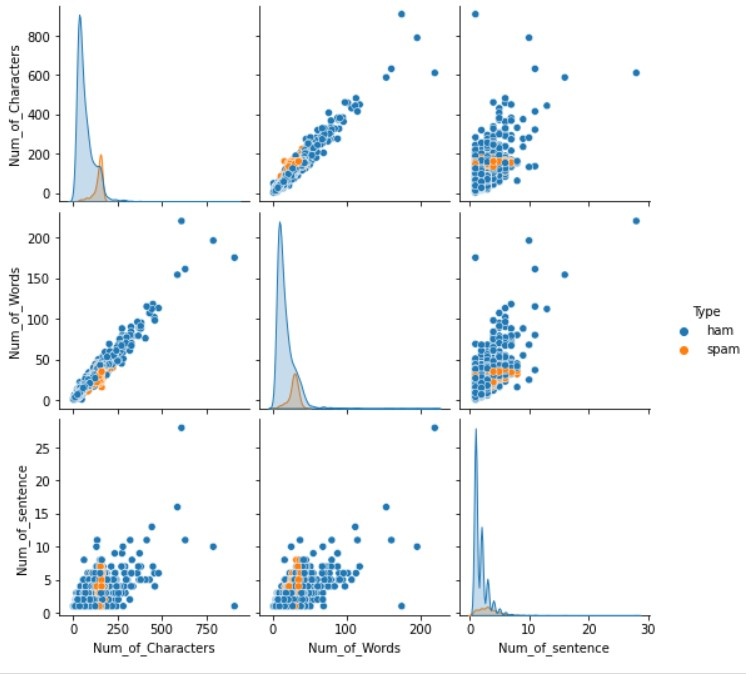 Num_of_Characters
800
600
400
200
0
Num_of_Words
200
150
100
50
0
Num_of_sentence
25
20
15
10
5
0
0 250 500 750
0 100 200
0 10 20 30
Num_of_Characters
Num_of_Words
Num_of_sentence
Type
ham
spam